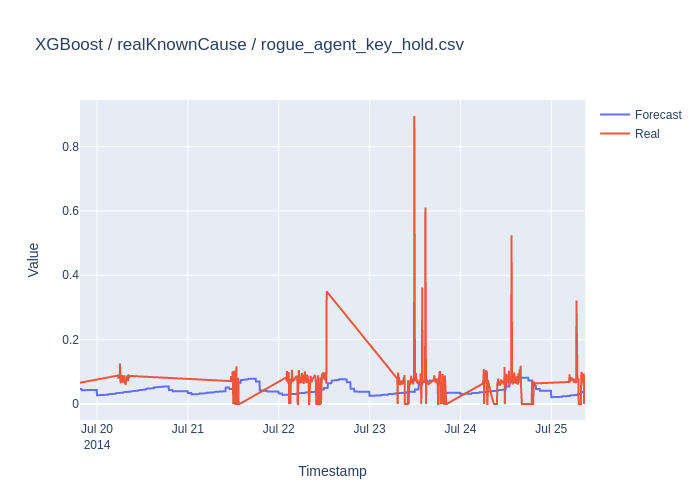 XGBoost / realKnownCause / rogue_agent_key_hold.csv
Forecast
Real
Value
0.8
0.6
0.4
0.2
0
Jul 20
2014
Jul 21
Jul 22
Jul 23
Jul 24
Jul 25
Timestamp